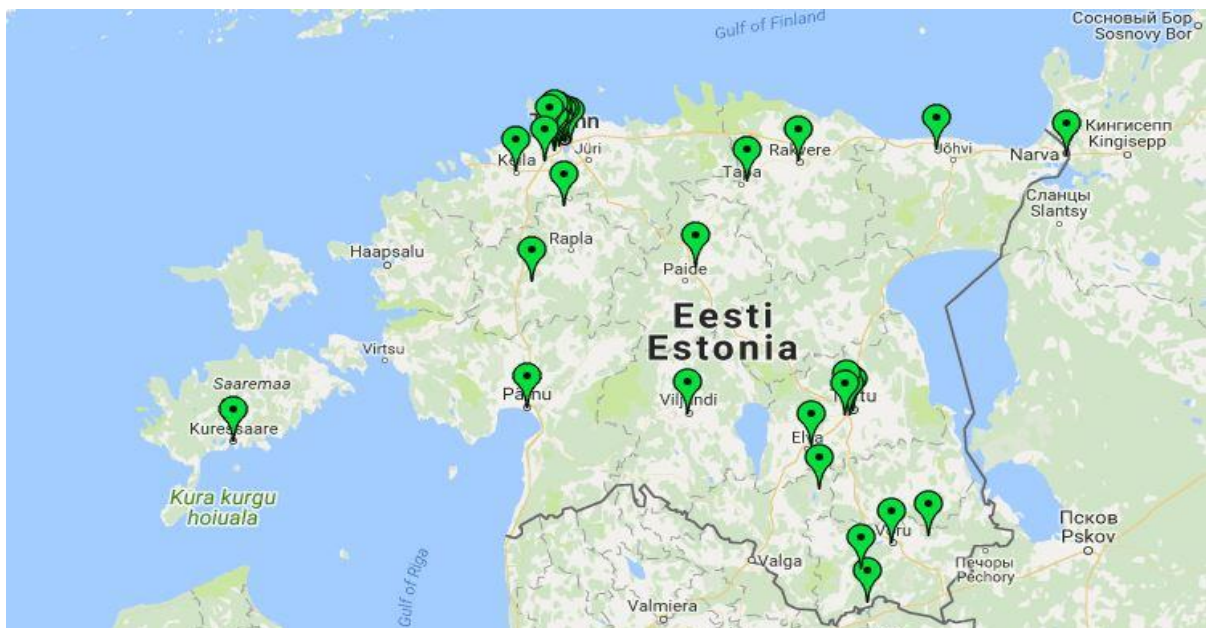 Сосновый Бор
Sosnovy Bor
Gulf of Finland
Keila
Jüri
Rakvere
Jõhvi
Narva
Кингисепп
Kingisepp
Tapa
Сланцы
Slantsy
Haapsalu
Rapla
Paide
Eesti
Estonia
Virtsu
Saaremaa
Kuressaare
Pärnu
Viljandi
Elva
Kura kurgu
hoiuala
Võru
Псков
Pskov
Печоры
Pechory
Valga
Gulf of Riga
Valmiera